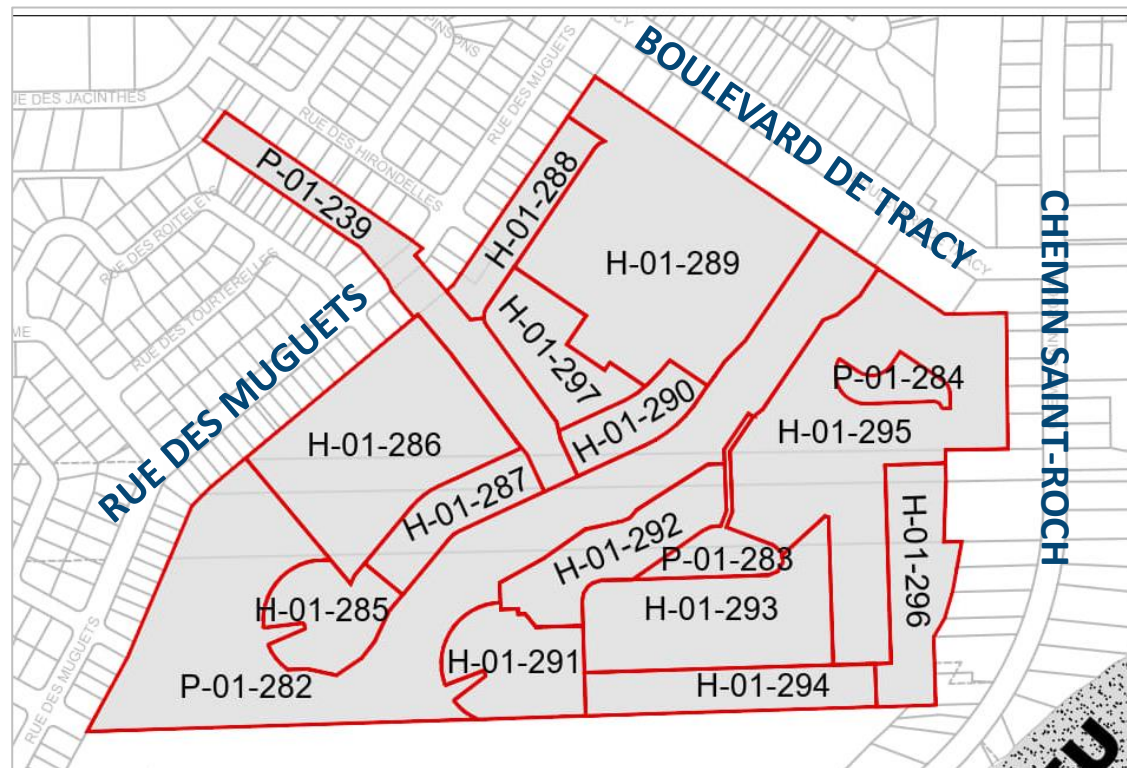 PINSONS
RUE DES MUGUETS
BOULEVARD DE TRACY
RUE DES JACINTHES
RUE DES HIRONDELLES
P-01-239
H-01-288
CHEMIN SAINT-ROCH
RUE DES ROITELETS
H-01-289
RUE DES TOURTERELLES
RUE DES MUGUETS
H-01-297
P-01-284
H-01-290
H-01-295
H-01-286
H-01-287
H-01-292
P-01-283
H-01-296
H-01-285
H-01-293
H-01-291
P-01-282
H-01-294
RUE DES MUGUETS